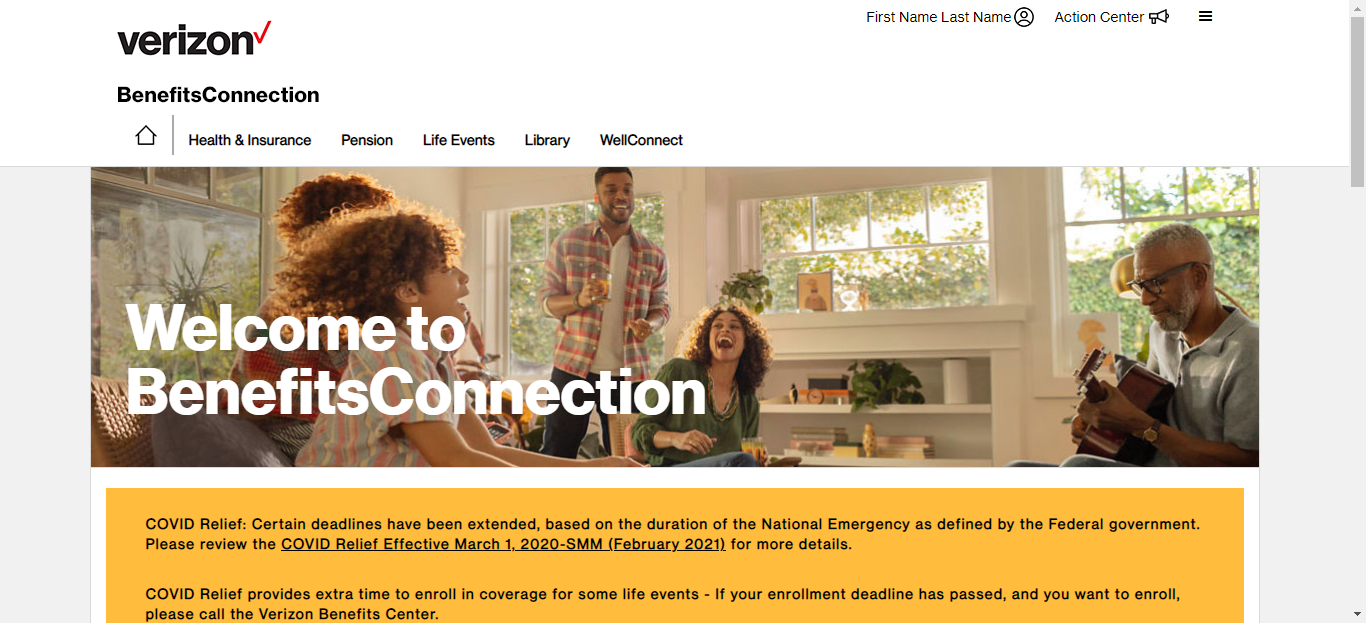 First Name Last Name Action Center
verizon
BenefitsConnection
Health & Insurance Pension Life Events Library WellConnect
Welcome to
BenefitsConnection
COVID Relief: Certain deadlines have been extended, based on the duration of the National Emergency as defined by the Federal government.
Please review the COVID Relief Effective March 1, 2020-SMM (February 2021) for more details.
COVID Relief provides extra time to enroll in coverage for some life events - If your enrollment deadline has passed, and you want to enroll,
please call the Verizon Benefits Center.